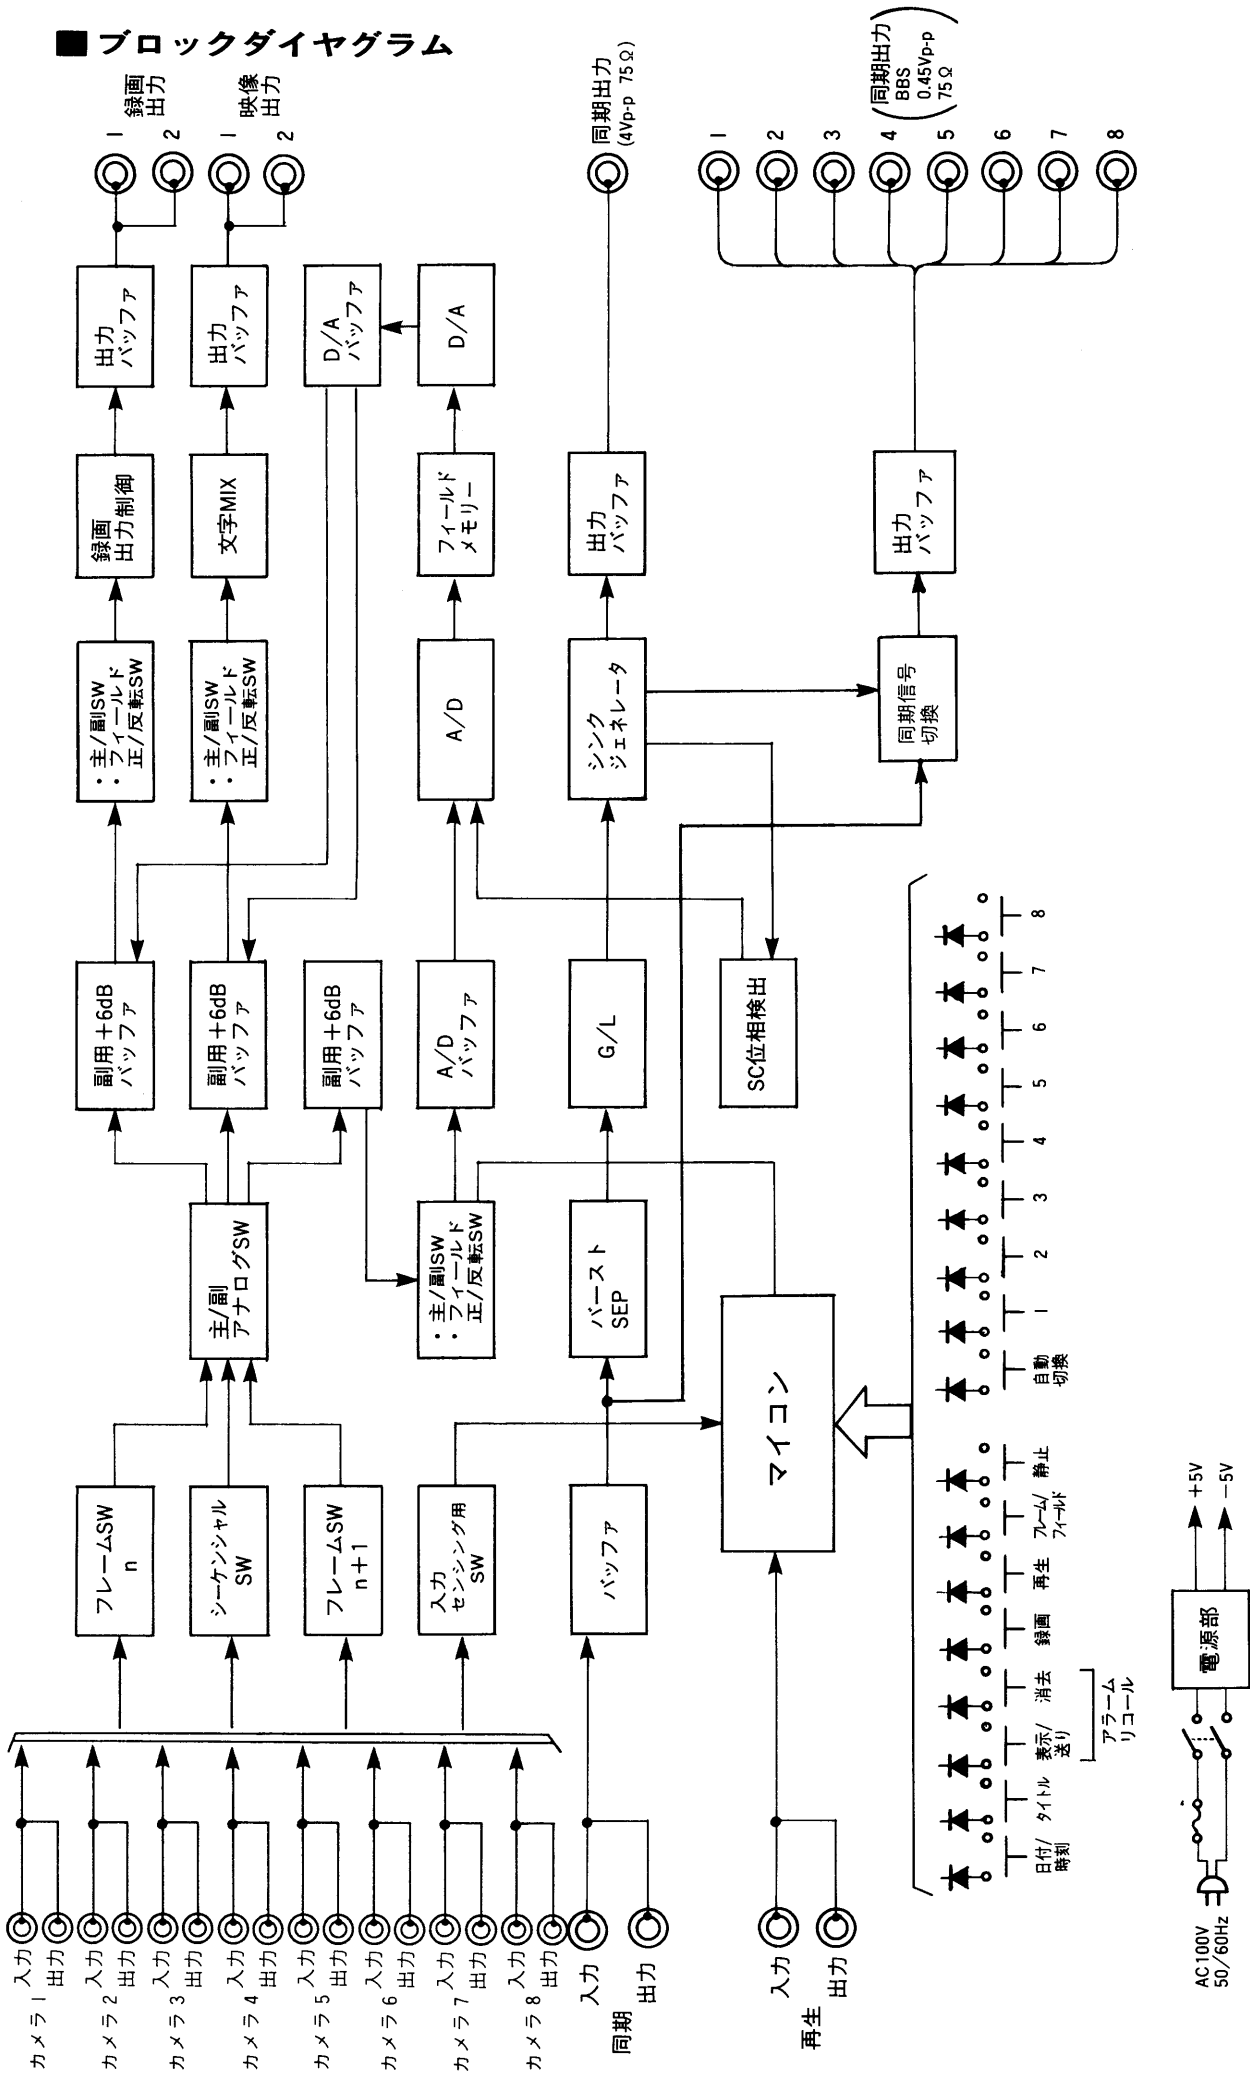 ■ブロックダイヤグラム
カメラ1
入力
出力
カメラ2
入力
出力
カメラ3
入力
出力
カメラ4
入力
出力
カメラ5
入力
出力
カメラ6
入力
出力
カメラ7
入力
出力
カメラ8
入力
出力
同期
入力
出力
再生
入力
出力
フレームSW
n
シーケンシャル
SW
フレームSW
n+1
入力
センシング用
SW
バッファ
マイコン
主/副
アナログSW
:主/副SW
・フィールド
正/反転SW
バースト
SEP
副用+6dB
バッファ
副用+6dB
バッファ
副用+6dB
バッファ
A/D
バッファ
G/L
SC位相検出
:主/副SW
・フィールド
正/反転SW
:主/副SW
・フィールド
正/反転SW
A/D
シンク
ジェネレータ
同期信号
切換
録画
出力制御
文字MIX
フィールド
メモリー
出力
バッファ
出力
バッファ
出力
バッファ
出力
バッファ
D/A
バッファ
D/A
1
2
録画
出力
1
2
映像
出力
同期出力
(4Vp-p 75Ω)
1
2
3
4
5
6
7
8
(同期出力
BBS
0.45Vp-p
75Ω)
日付/
時刻
タイトル
表示/
送り
消去
アラーム
リコール
録画
再生
フレーム/
フィールド
静止
自動
切換
1
2
3
4
5
6
7
8
AC100V
50/60Hz
電源部
+5V
−5V